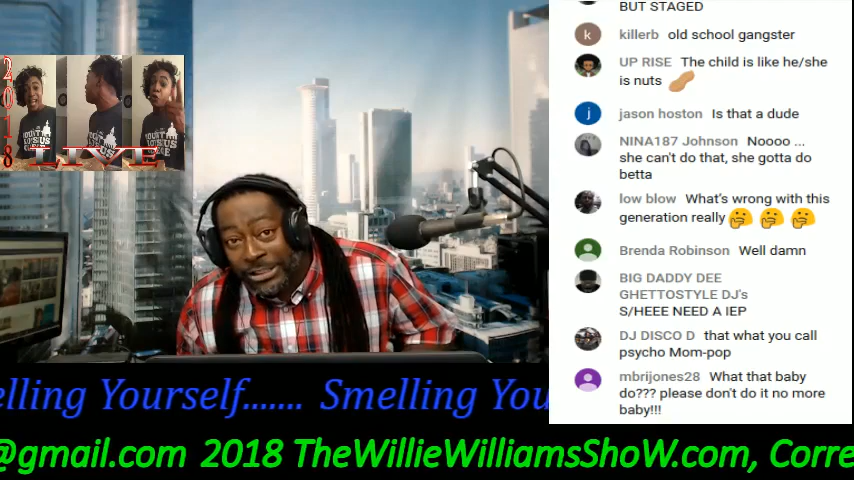 BUT STAGED
killerb old school gangster
UP RISE The child is like he/she
is nuts
jason hoston Is that a dude
NINA187 Johnson Noooo ...
she can't do that, she gotta do
betta
low blow What's wrong with this
generation really
Brenda Robinson Well damn
BIG DADDY DEE
GHETTOSTYLE DJ's
S/HEEE NEED A IEP
DJ DISCO D that what you call
psycho Mom-pop
mbrijones28 What that baby
do??? please don't do it no more
baby!!!
2018
LIVE
elling Yourself....... Smelling You
@gmail.com 2018 TheWillieWilliamsShoW.com, Corre